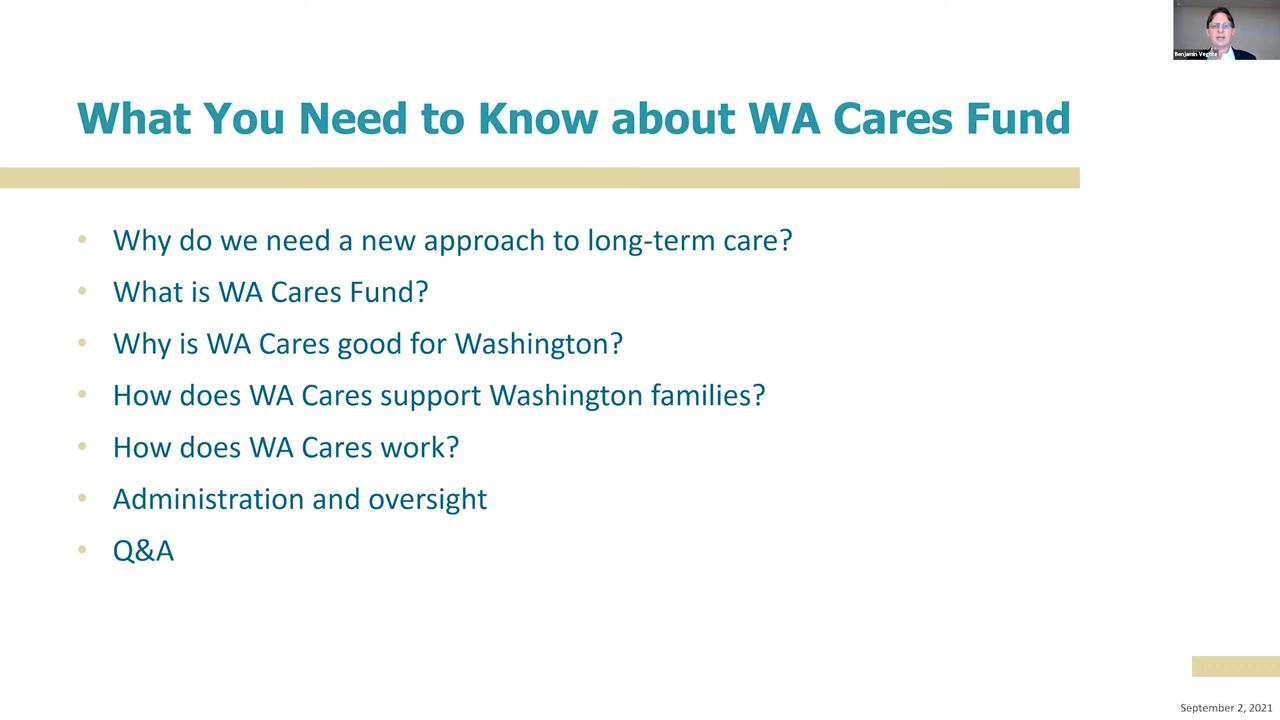 Benjamin Veghte
What You Need to Know about WA Cares Fund
• Why do we need a new approach to long-term care?
• What is WA Cares Fund?
• Why is WA Cares good for Washington?
• How does WA Cares support Washington families?
• How does WA Cares work?
• Administration and oversight
• Q&A
September 2, 2021